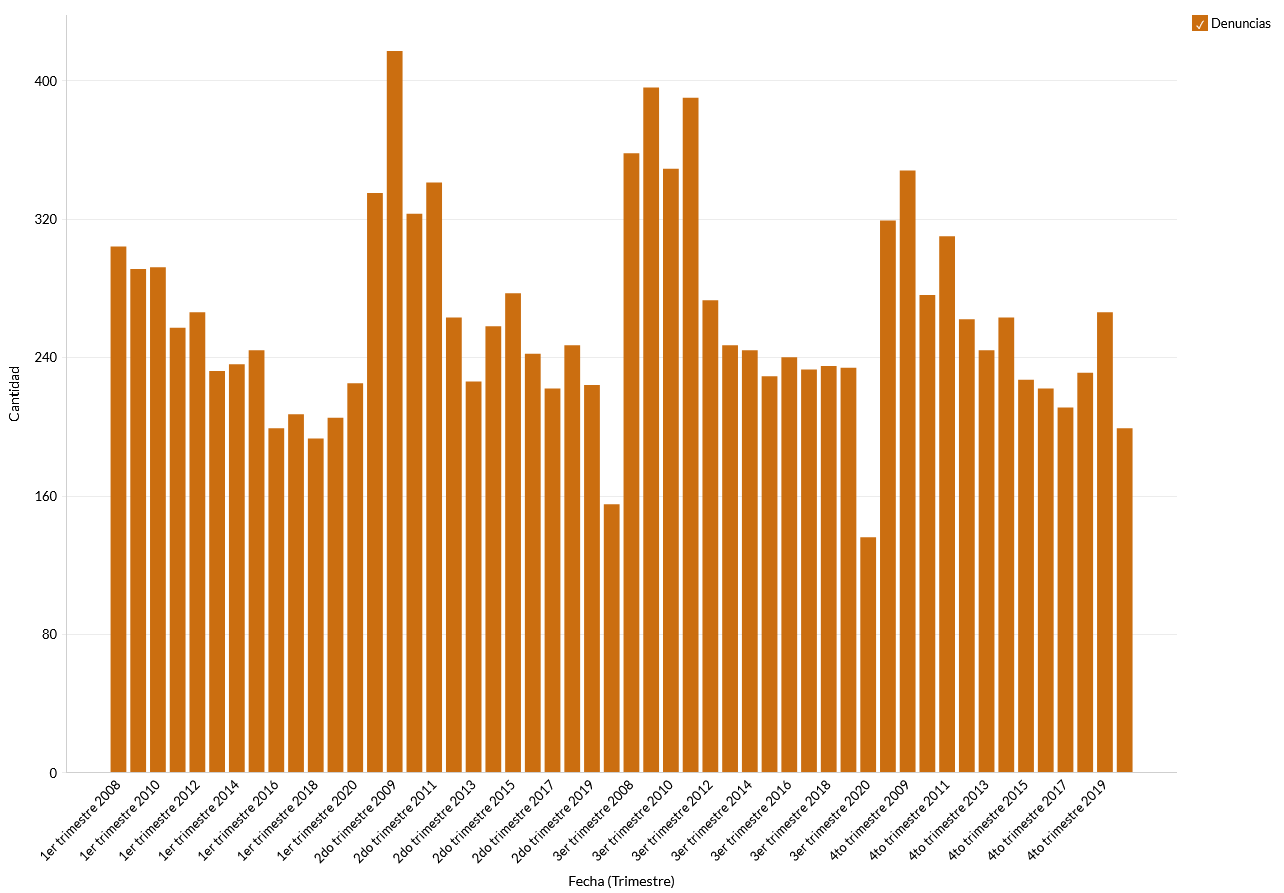 Denuncias
400
320
240
160
80
0
Cantidad
1er trimestre 2008
1er trimestre 2010
1er trimestre 2012
1er trimestre 2014
1er trimestre 2016
1er trimestre 2018
1er trimestre 2020
2do trimestre 2009
2do trimestre 2011
2do trimestre 2013
2do trimestre 2015
2do trimestre 2017
2do trimestre 2019
3er trimestre 2008
3er trimestre 2010
3er trimestre 2012
3er trimestre 2014
3er trimestre 2016
3er trimestre 2018
3er trimestre 2020
4to trimestre 2009
4to trimestre 2011
4to trimestre 2013
4to trimestre 2015
4to trimestre 2017
4to trimestre 2019
Fecha (Trimestre)